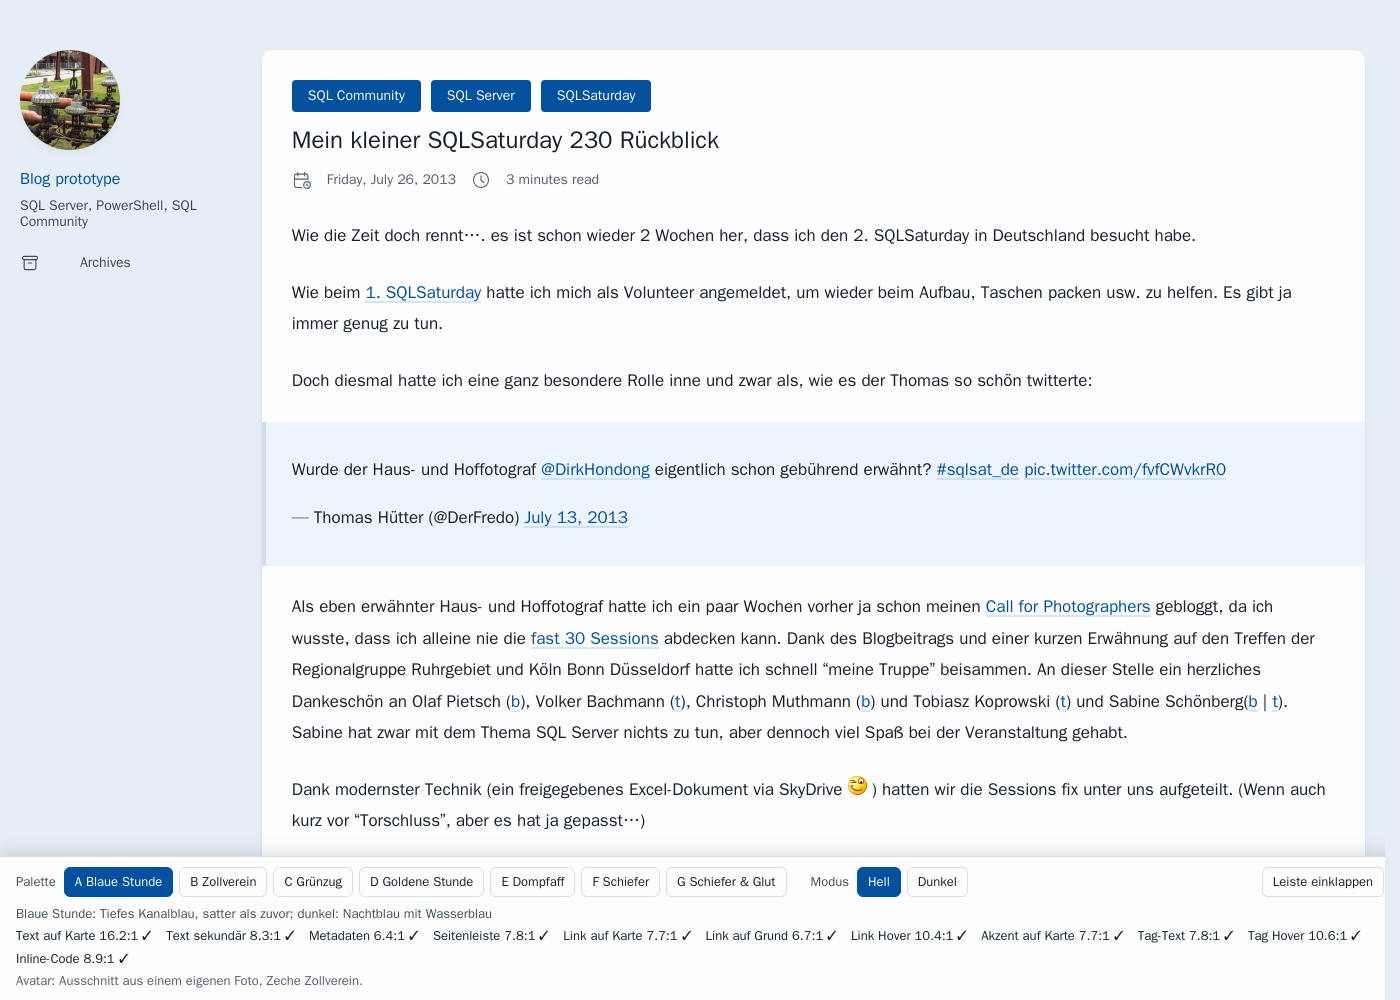 Blog prototype
SQL Server, PowerShell, SQL
Community
Archives
SQL Community SQL Server SQLSaturday
Mein kleiner SQLSaturday 230 Rückblick
Friday, July 26, 2013 3 minutes read
Wie die Zeit doch rennt…. es ist schon wieder 2 Wochen her, dass ich den 2. SQLSaturday in Deutschland besucht habe.
Wie beim 1. SQLSaturday hatte ich mich als Volunteer angemeldet, um wieder beim Aufbau, Taschen packen usw. zu helfen. Es gibt ja
immer genug zu tun.
Doch diesmal hatte ich eine ganz besondere Rolle inne und zwar als, wie es der Thomas so schön twitterte:
Wurde der Haus- und Hoffotograf @DirkHondong eigentlich schon gebührend erwähnt? #sqlsat_de pic.twitter.com/fvfCWvkrR0
— Thomas Hütter (@DerFredo) July 13, 2013
Als eben erwähnter Haus- und Hoffotograf hatte ich ein paar Wochen vorher ja schon meinen Call for Photographers gebloggt, da ich
wusste, dass ich alleine nie die fast 30 Sessions abdecken kann. Dank des Blogbeitrags und einer kurzen Erwähnung auf den Treffen der
Regionalgruppe Ruhrgebiet und Köln Bonn Düsseldorf hatte ich schnell “meine Truppe” beisammen. An dieser Stelle ein herzliches
Dankeschön an Olaf Pietsch (b), Volker Bachmann (t), Christoph Muthmann (b) und Tobiasz Koprowski (t) und Sabine Schönberg(b | t).
Sabine hat zwar mit dem Thema SQL Server nichts zu tun, aber dennoch viel Spaß bei der Veranstaltung gehabt.
Dank modernster Technik (ein freigegebenes Excel-Dokument via SkyDrive 😉 ) hatten wir die Sessions fix unter uns aufgeteilt. (Wenn auch
kurz vor “Torschluss”, aber es hat ja gepasst…)
Palette A Blaue Stunde B Zollverein C Grünzug D Goldene Stunde E Dompfaff F Schiefer G Schiefer & Glut Modus Hell Dunkel Leiste einklappen
Blaue Stunde: Tiefes Kanalblau, satter als zuvor; dunkel: Nachtblau mit Wasserblau
Text auf Karte 16.2:1 ✓ Text sekundär 8.3:1 ✓ Metadaten 6.4:1 ✓ Seitenleiste 7.8:1 ✓ Link auf Karte 7.7:1 ✓ Link auf Grund 6.7:1 ✓ Link Hover 10.4:1 ✓ Akzent auf Karte 7.7:1 ✓ Tag-Text 7.8:1 ✓ Tag Hover 10.6:1 ✓
Inline-Code 8.9:1 ✓
Avatar: Ausschnitt aus einem eigenen Foto, Zeche Zollverein.